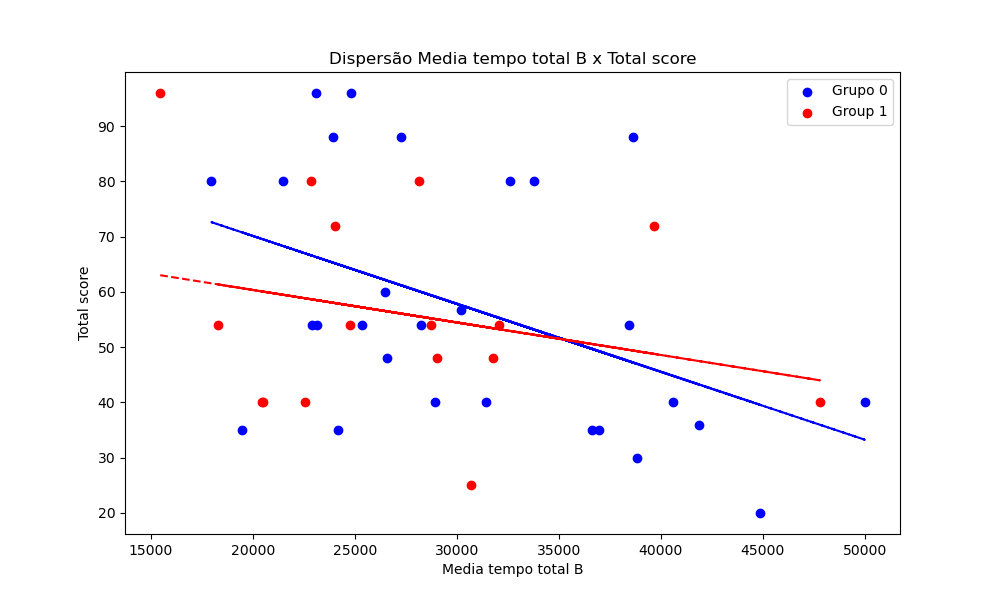 Dispersão Media tempo total B x Total score
Grupo 0
Group 1
Total score
90
80
70
60
50
40
30
20
15000 20000 25000 30000 35000 40000 45000 50000
Media tempo total B